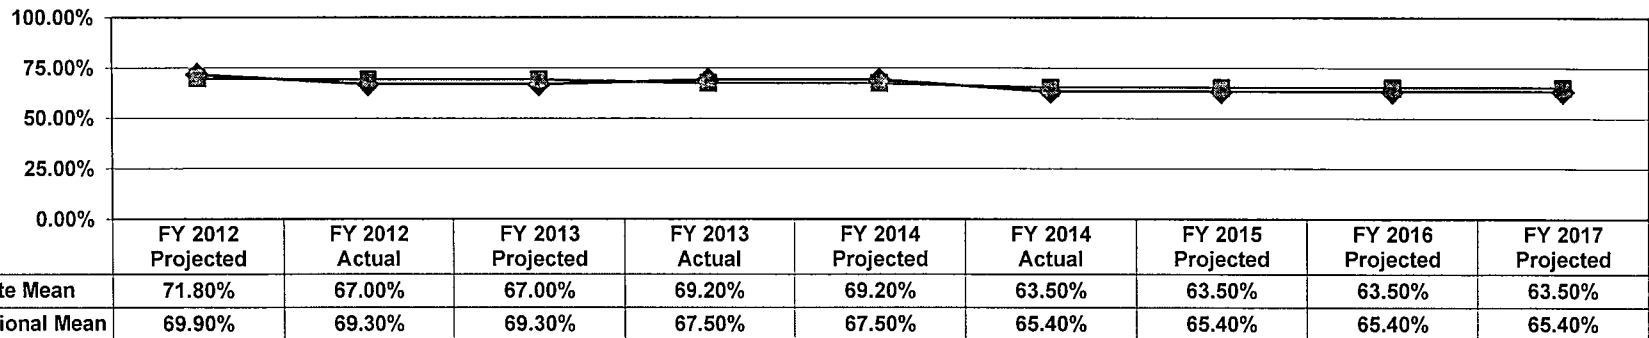 100.00%
75.00%
50.00%
25.00%
0.00%
FY 2012 Projected FY 2012 Actual FY 2013 Projected FY 2013 Actual FY 2014 Projected FY 2014 Actual FY 2015 Projected FY 2016 Projected FY 2017 Projected
te Mean 71.80% 67.00% 67.00% 69.20% 69.20% 63.50% 63.50% 63.50% 63.50%
ional Mean 69.90% 69.30% 69.30% 67.50% 67.50% 65.40% 65.40% 65.40% 65.40%